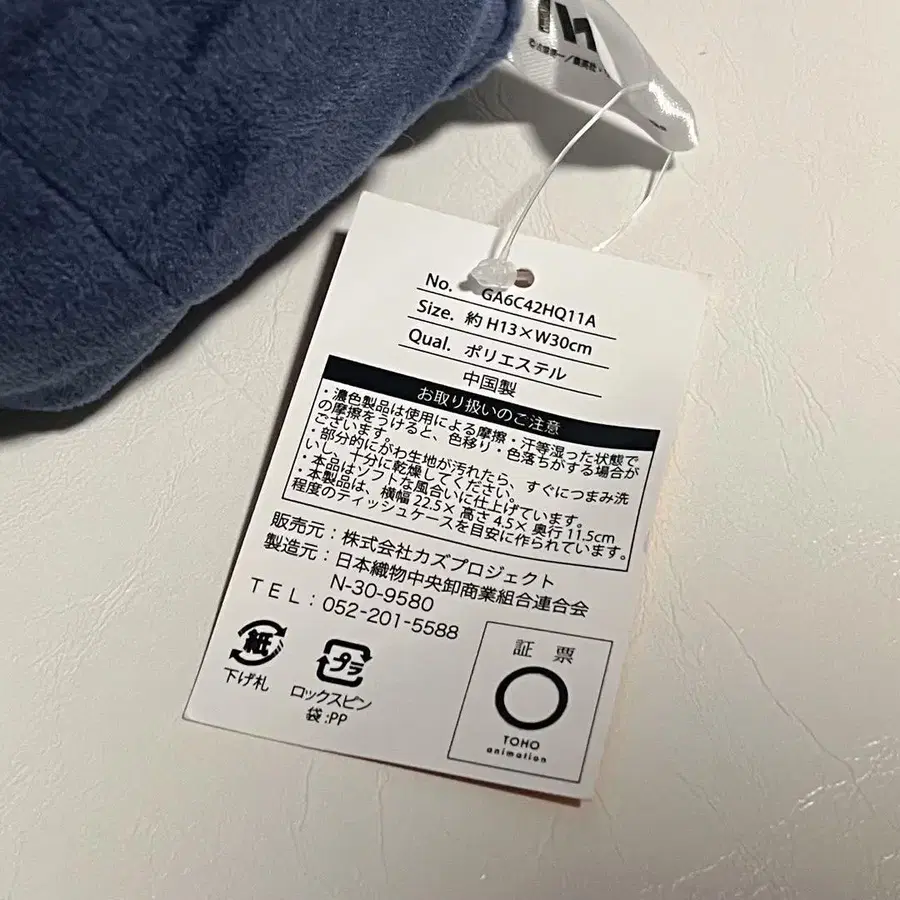 ©古舘春一/集英社・
No. GA6C42HQ11A
Size. 約 H13×W30cm
Qual. ポリエステル
中国製
お取り扱いのご注意
・濃色製品は使用による摩擦・汗等湿った状態で
の摩擦をうけると、色移り・色落ちがする場合が
ございます。
・部分的にがわ生地が汚れたら、すぐにつまみ洗
いし、十分に乾燥してください。
・本品はソフトな風合いに仕上げています。
・本製品は、横幅 22.5× 高さ 4.5× 奥行 11.5cm
程度のティッシュケースを目安に作られています。
販売元：株式会社カズプロジェクト
製造元：日本織物中央卸商業組合連合会
N-30-9580
TEL：052-201-5588
紙
下げ札
プラ
ロックスピン
袋:PP
証 票
TOHO
animation